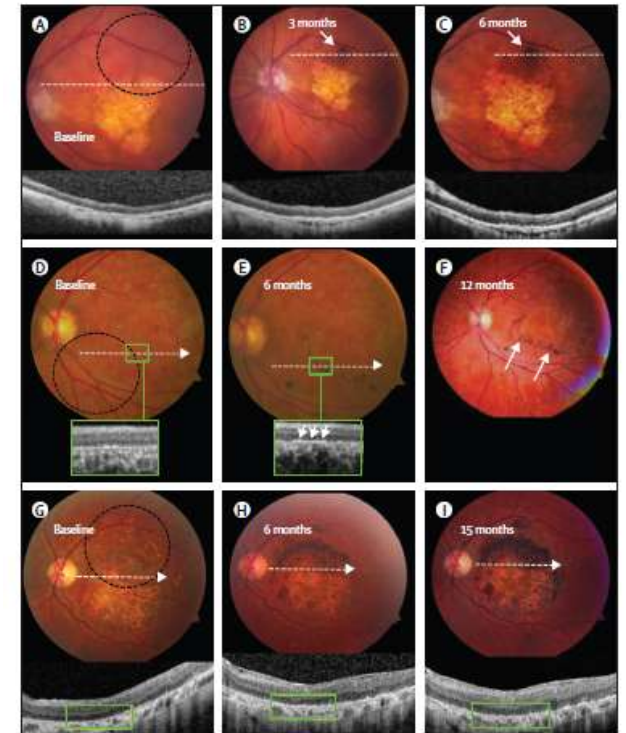 A
B
3 months
C
6 months
Baseline
D
Baseline
E
6 months
F
12 months
G
Baseline
H
6 months
I
15 months